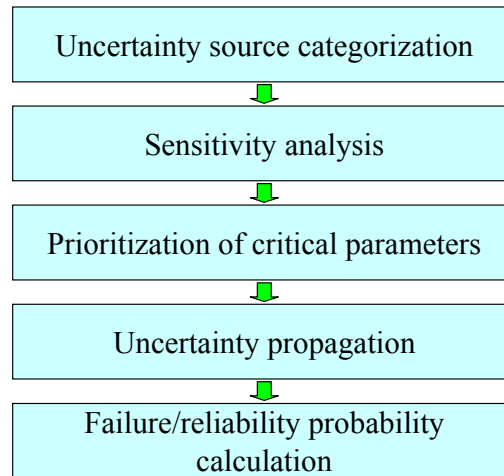 Uncertainty source categorization
Sensitivity analysis
Prioritization of critical parameters
Uncertainty propagation
Failure/reliability probability
calculation